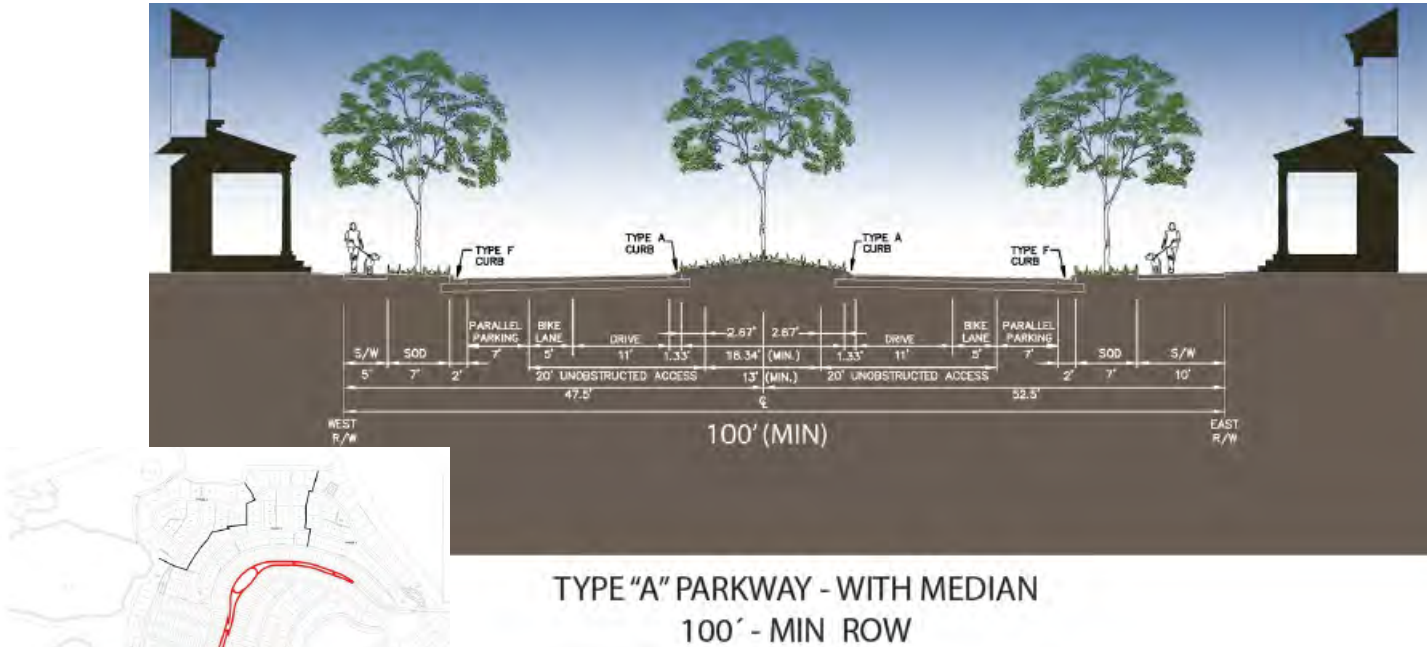 TYPE F
CURB
TYPE A
CURB
TYPE A
CURB
TYPE F
CURB
PARALLEL
PARKING
BIKE
LANE
DRIVE
2.67' 2.67'
DRIVE
BIKE
LANE
PARALLEL
PARKING
S/W SOD 7' 5' 11' 1.33' 18.34' (MIN.) 1.33' 11' 5' 7' SOD S/W
5' 7' 2' 20' UNOBSTRUCTED ACCESS 13' (MIN.) 20' UNOBSTRUCTED ACCESS 2' 7' 10'
47.5' ℄ 52.5'
WEST
R/W
100' (MIN)
EAST
R/W
TYPE “A” PARKWAY - WITH MEDIAN
100´ - MIN ROW